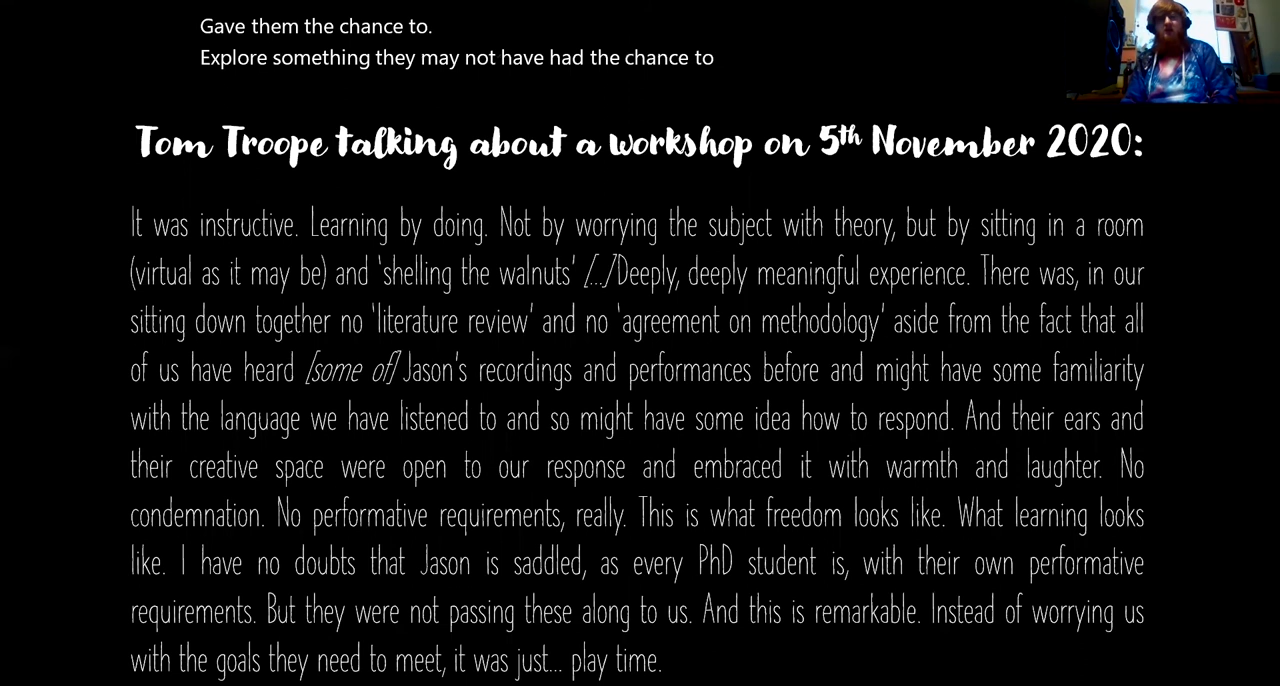 Gave them the chance to.
Explore something they may not have had the chance to
Tom Troope talking about a workshop on 5th November 2020:
It was instructive. Learning by doing. Not by worrying the subject with theory, but by sitting in a room
(virtual as it may be) and ‘shelling the walnuts’ [...]Deeply, deeply meaningful experience. There was, in our
sitting down together no ‘literature review’ and no ‘agreement on methodology’ aside from the fact that all
of us have heard [some of] Jason’s recordings and performances before and might have some familiarity
with the language we have listened to and so might have some idea how to respond. And their ears and
their creative space were open to our response and embraced it with warmth and laughter. No
condemnation. No performative requirements, really. This is what freedom looks like. What learning looks
like. I have no doubts that Jason is saddled, as every PhD student is, with their own performative
requirements. But they were not passing these along to us. And this is remarkable. Instead of worrying us
with the goals they need to meet, it was just... play time.